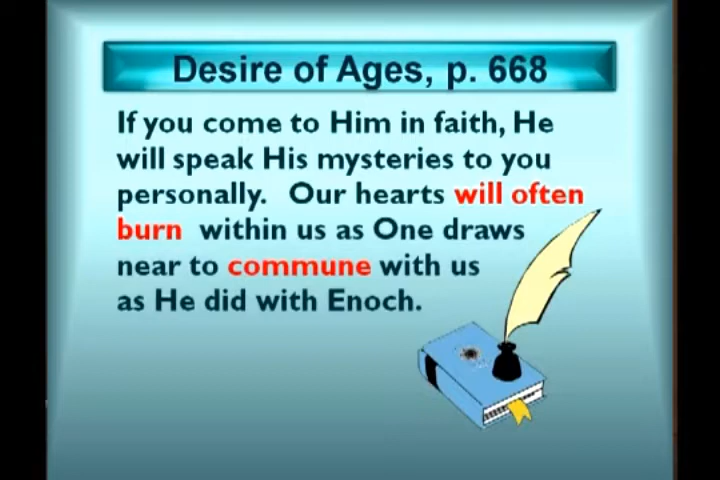 Desire of Ages, p. 668
If you come to Him in faith, He
will speak His mysteries to you
personally. Our hearts will often
burn within us as One draws
near to commune with us
as He did with Enoch.